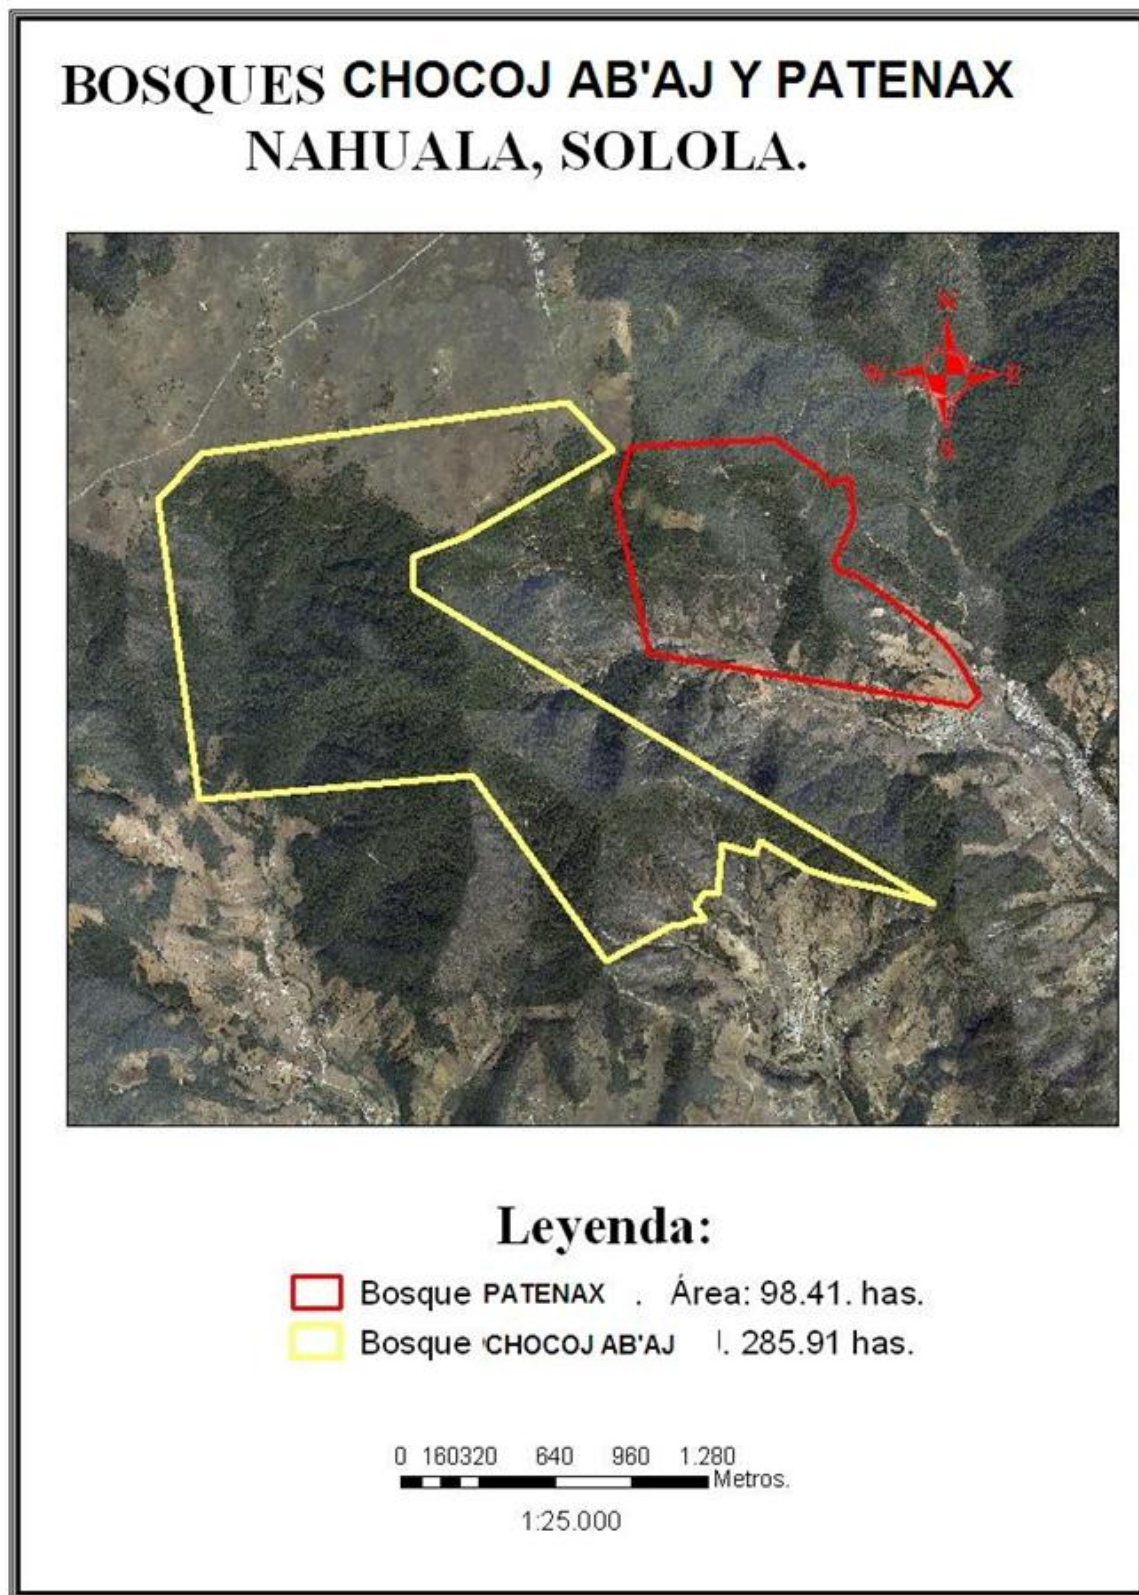 BOSQUES CHOCOJ AB'AJ Y PATENAX
NAHUALA, SOLOLA.
N
W E
S
Leyenda:
Bosque PATENAX . Área: 98.41. has.
Bosque CHOCOJ AB'AJ l. 285.91 has.
0 160320 640 960 1.280
Metros.
1:25.000